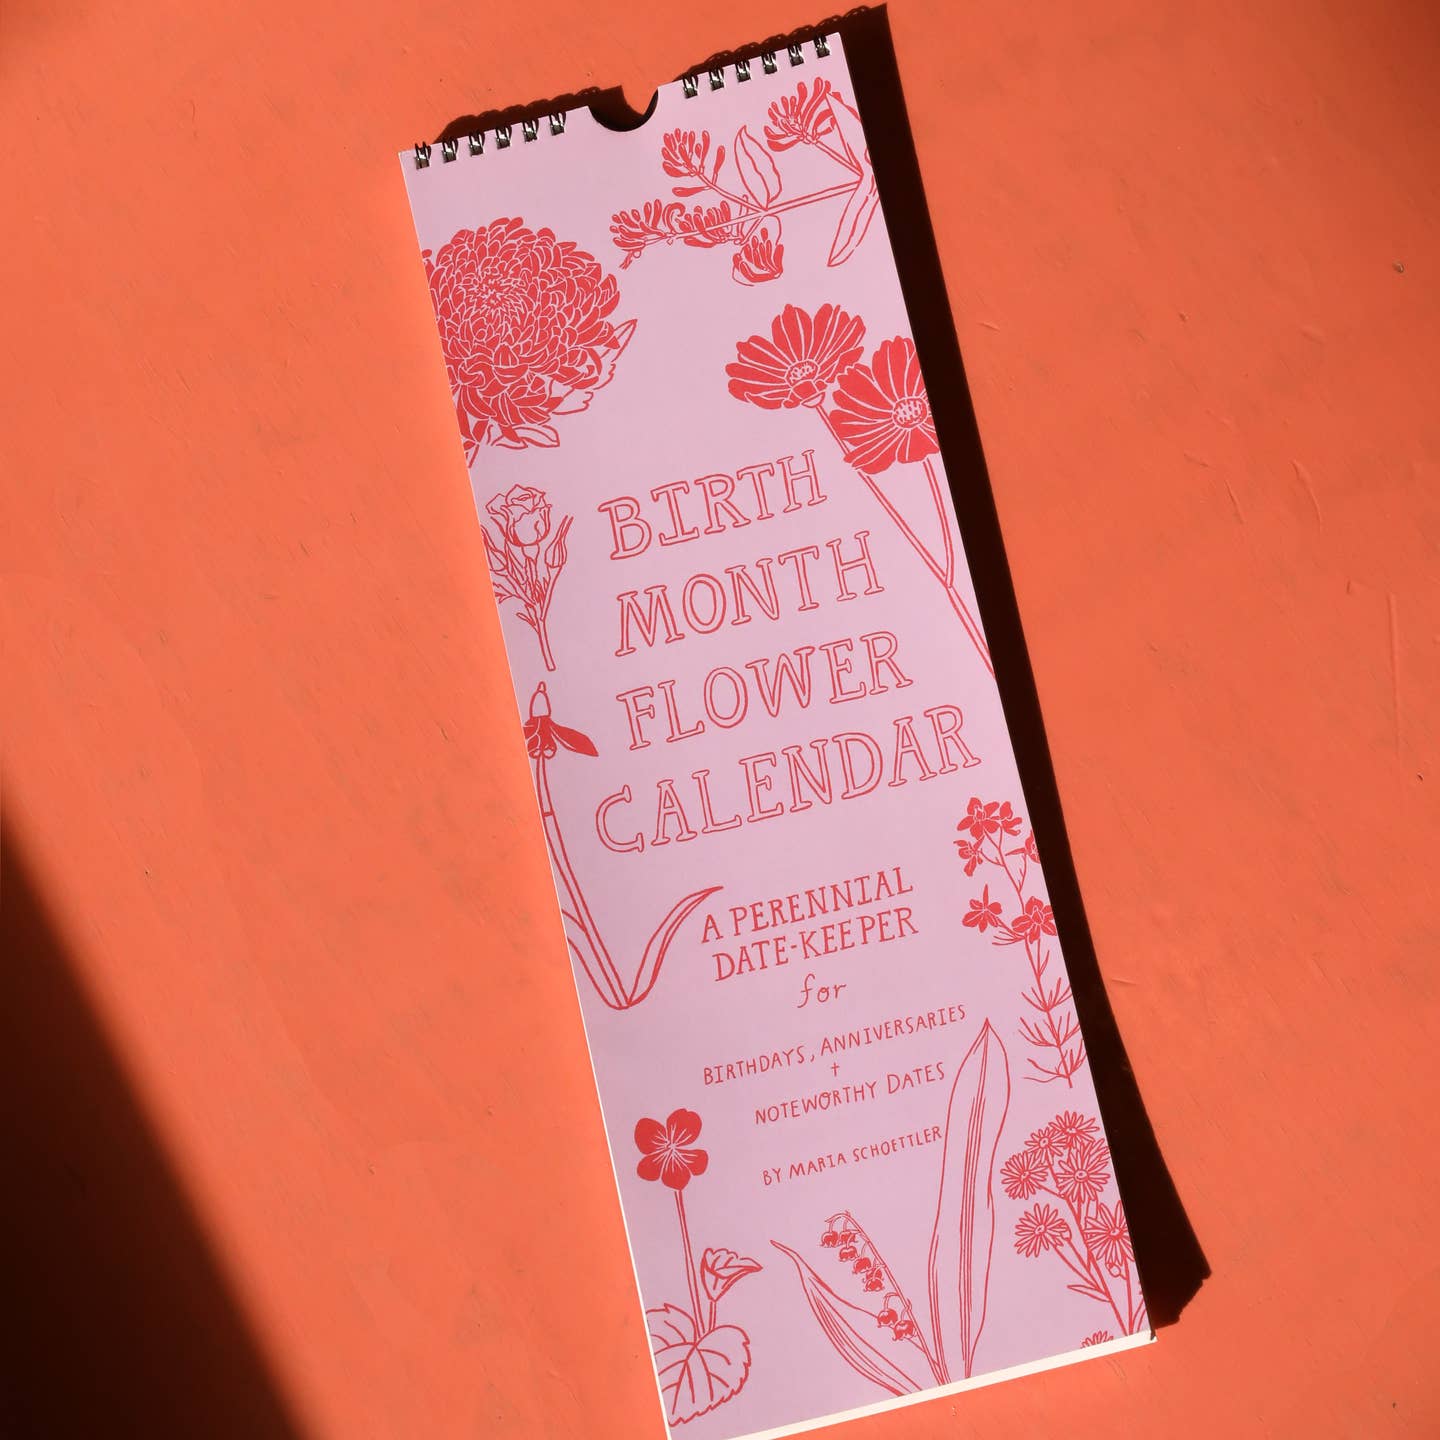 BIRTH
MONTH
FLOWER
CALENDAR
A PERENNIAL
DATE-KEEPER
for
BIRTHDAYS, ANNIVERSARIES
+
NOTEWORTHY DATES
BY MARIA SCHOETTLER